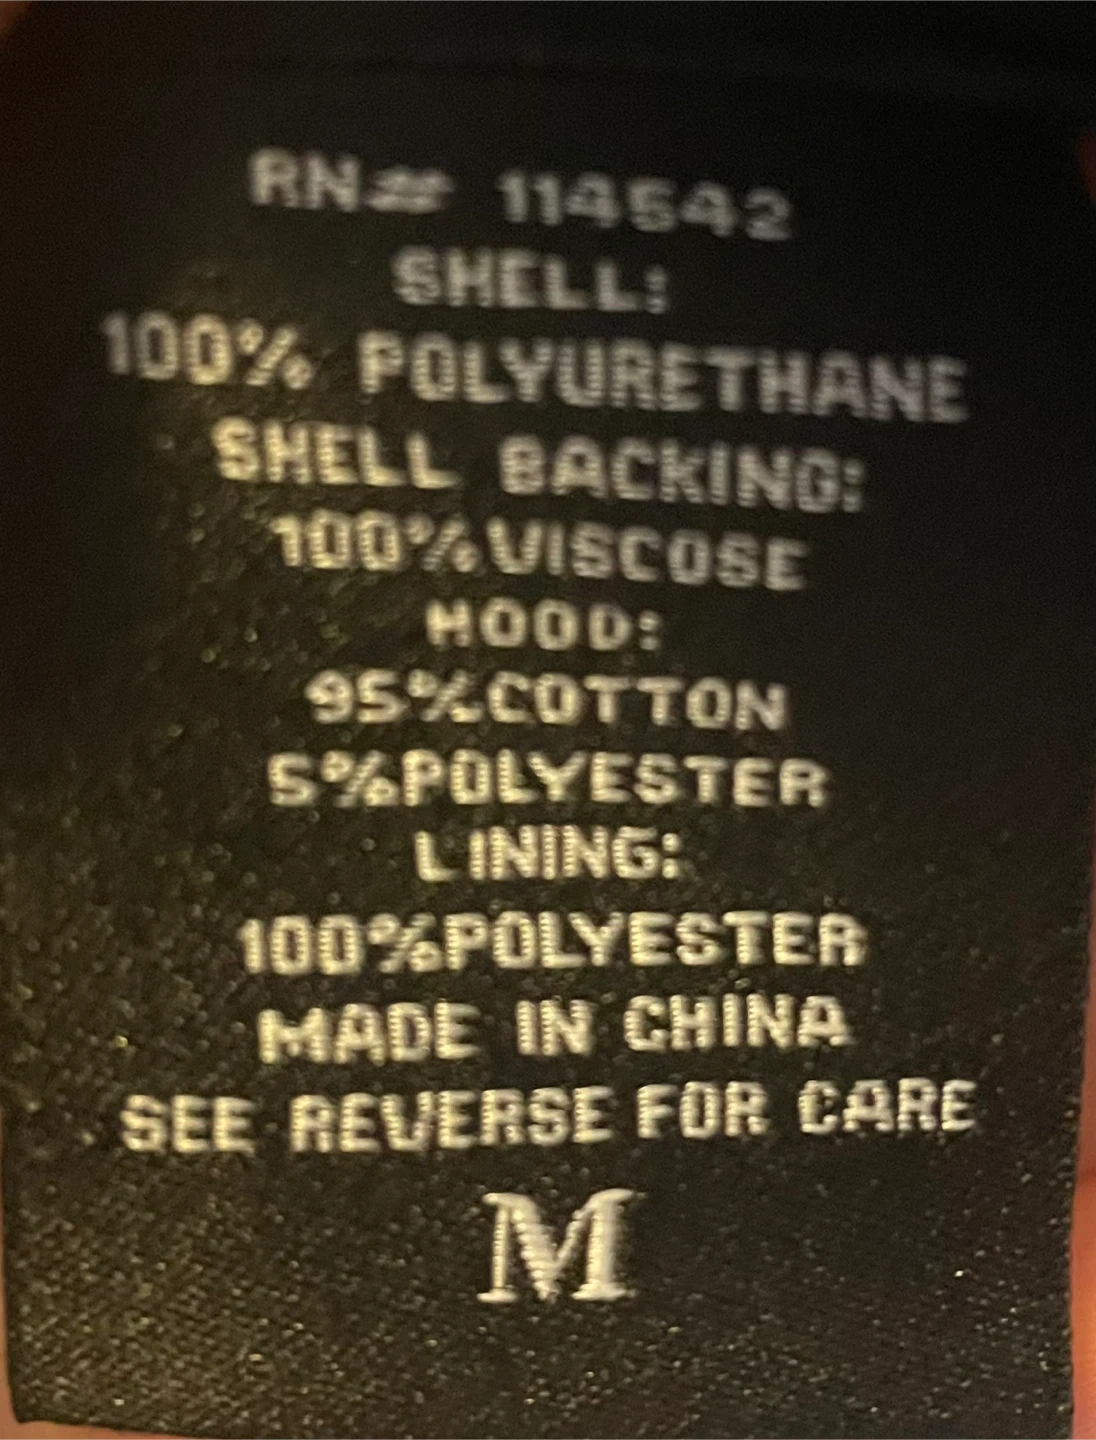 RN# 114542
SHELL:
100% POLYURETHANE
SHELL BACKING:
100%VISCOSE
HOOD:
95%COTTON
5%POLYESTER
LINING:
100%POLYESTER
MADE IN CHINA
SEE REVERSE FOR CARE
M